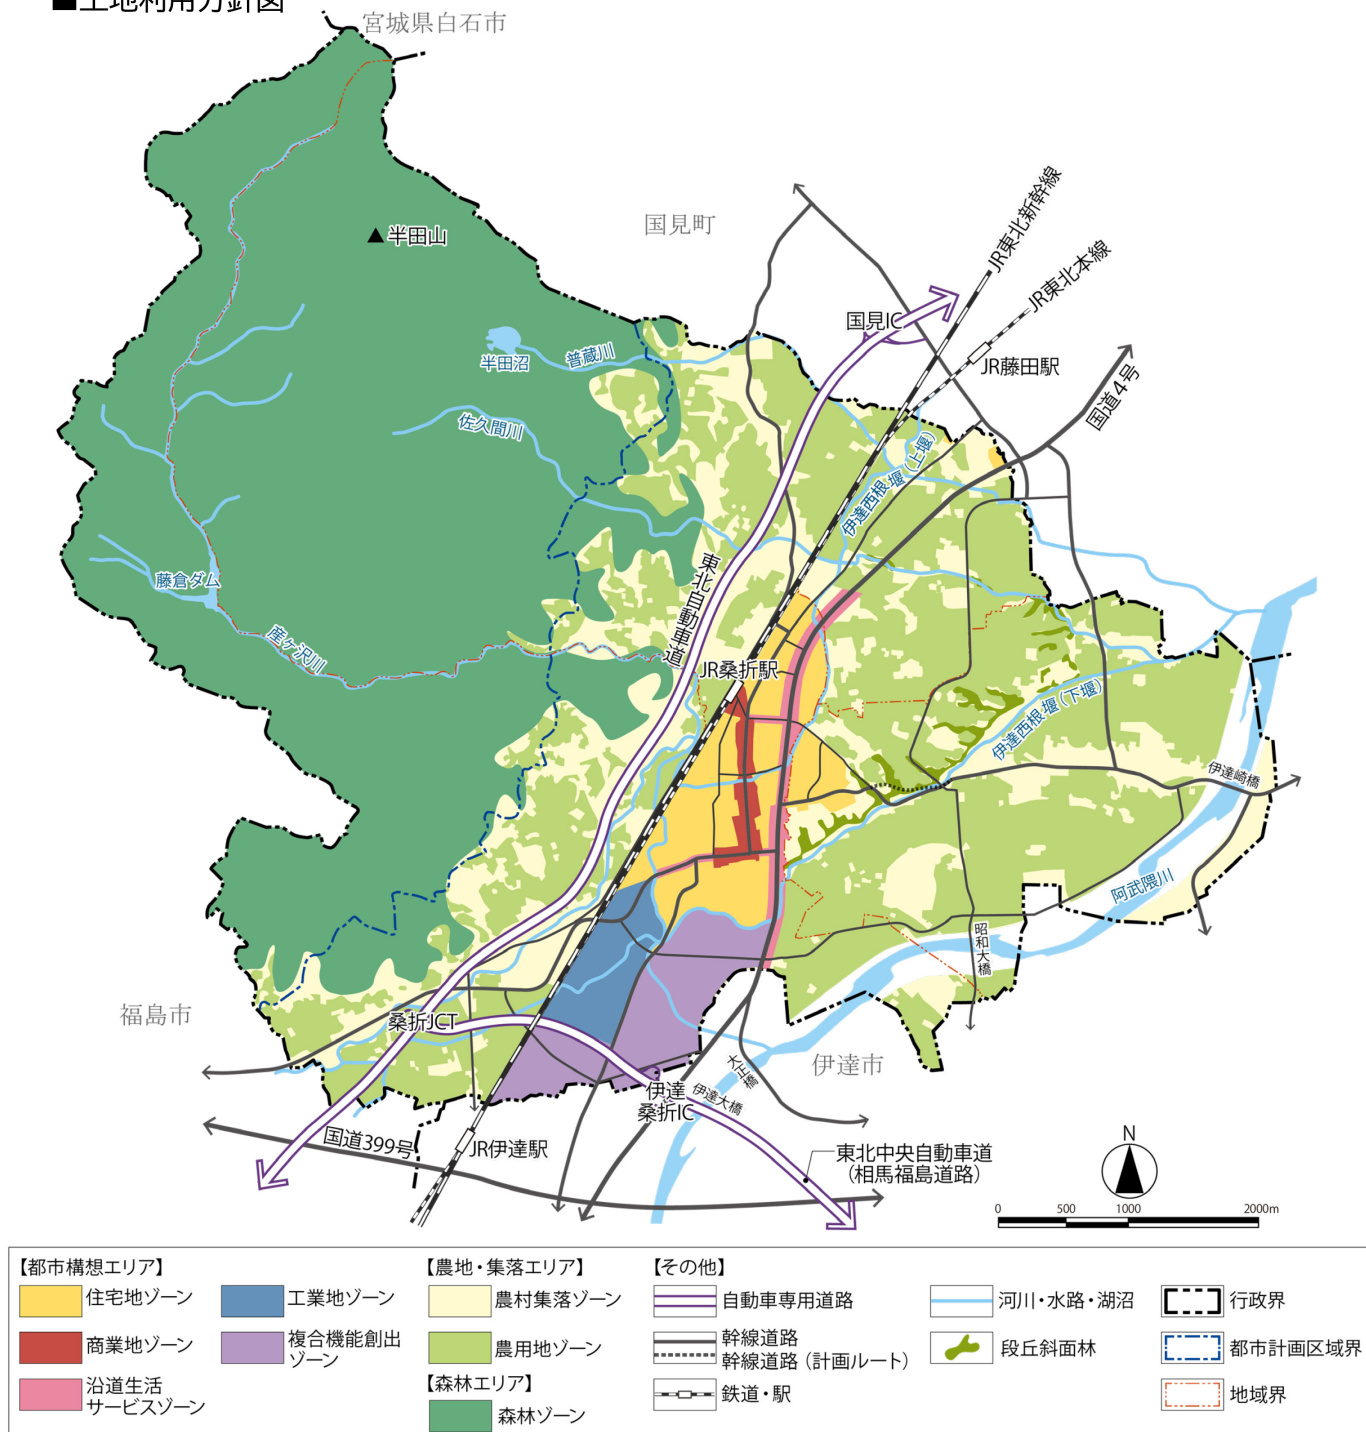 ■土地利用方針図
宮城県白石市
国見町
半田山
JR東北新幹線
JR東北本線
国見IC
JR藤田駅
国道4号
半田沼
普蔵川
佐久間川
伊達西根堰(上堰)
東北自動車道
藤倉ダム
産ケ沢川
JR桑折駅
伊達西根堰(下堰)
伊達崎橋
阿武隈川
昭和大橋
福島市
桑折JCT
伊達市
大正橋
伊達大橋
伊達
桑折IC
国道399号
JR伊達駅
東北中央自動車道
(相馬福島道路)
N
0 500 1000 2000m
【都市構想エリア】
住宅地ゾーン
商業地ゾーン
沿道生活
サービスゾーン
工業地ゾーン
複合機能創出
ゾーン
【農地・集落エリア】
農村集落ゾーン
農用地ゾーン
【森林エリア】
森林ゾーン
【その他】
自動車専用道路
幹線道路
幹線道路(計画ルート)
鉄道・駅
河川・水路・湖沼
段丘斜面林
行政界
都市計画区域界
地域界